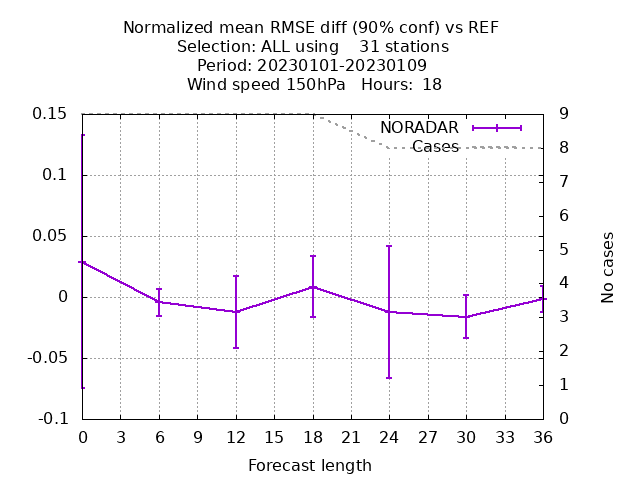 Normalized mean RMSE diff (90% conf) vs REF
Selection: ALL using    31 stations
Period: 20230101-20230109
Wind speed 150hPa   Hours:  18
NORADAR
Cases
0.15
0.1
0.05
0
-0.05
-0.1
9
8
7
6
5
4
3
2
1
0
No cases
0 3 6 9 12 15 18 21 24 27 30 33 36
Forecast length